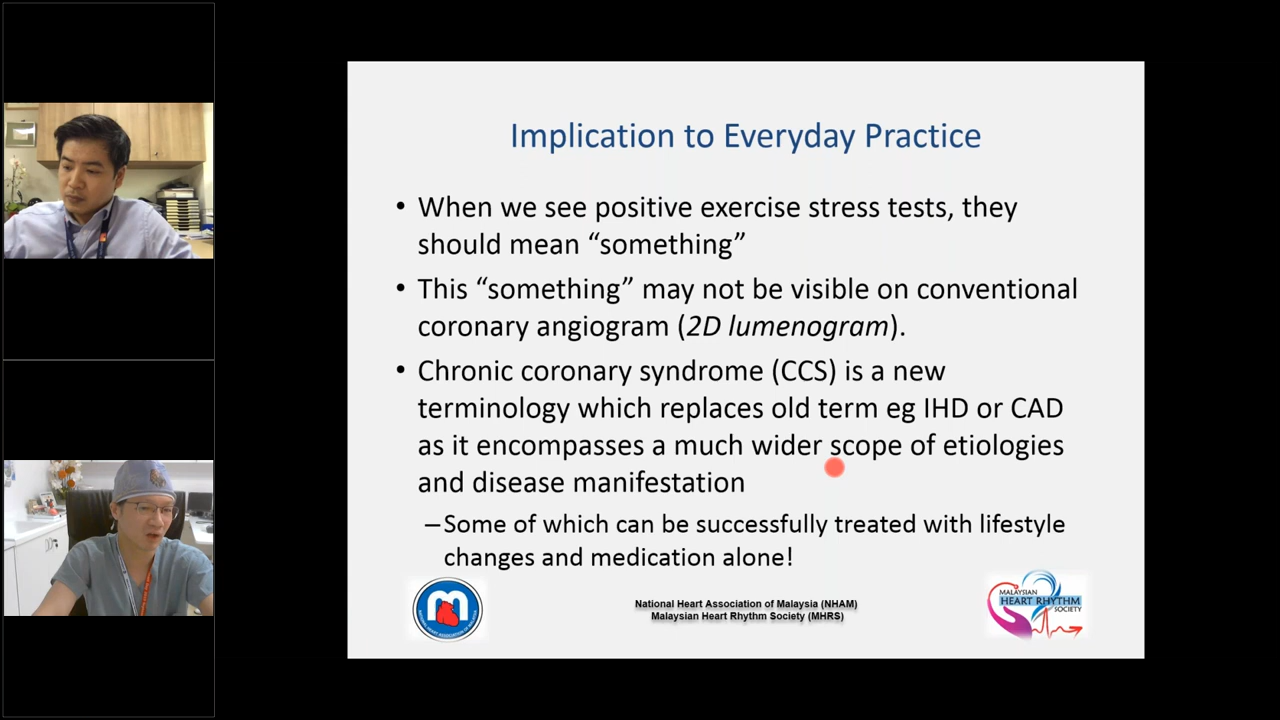 Implication to Everyday Practice
• When we see positive exercise stress tests, they
should mean “something”
• This “something” may not be visible on conventional
coronary angiogram (2D lumenogram).
• Chronic coronary syndrome (CCS) is a new
terminology which replaces old term eg IHD or CAD
as it encompasses a much wider scope of etiologies
and disease manifestation
–Some of which can be successfully treated with lifestyle
changes and medication alone!
National Heart Association of Malaysia (NHAM)
Malaysian Heart Rhythm Society (MHRS)
MALAYSIAN
HEART RHYTHM
SOCIETY